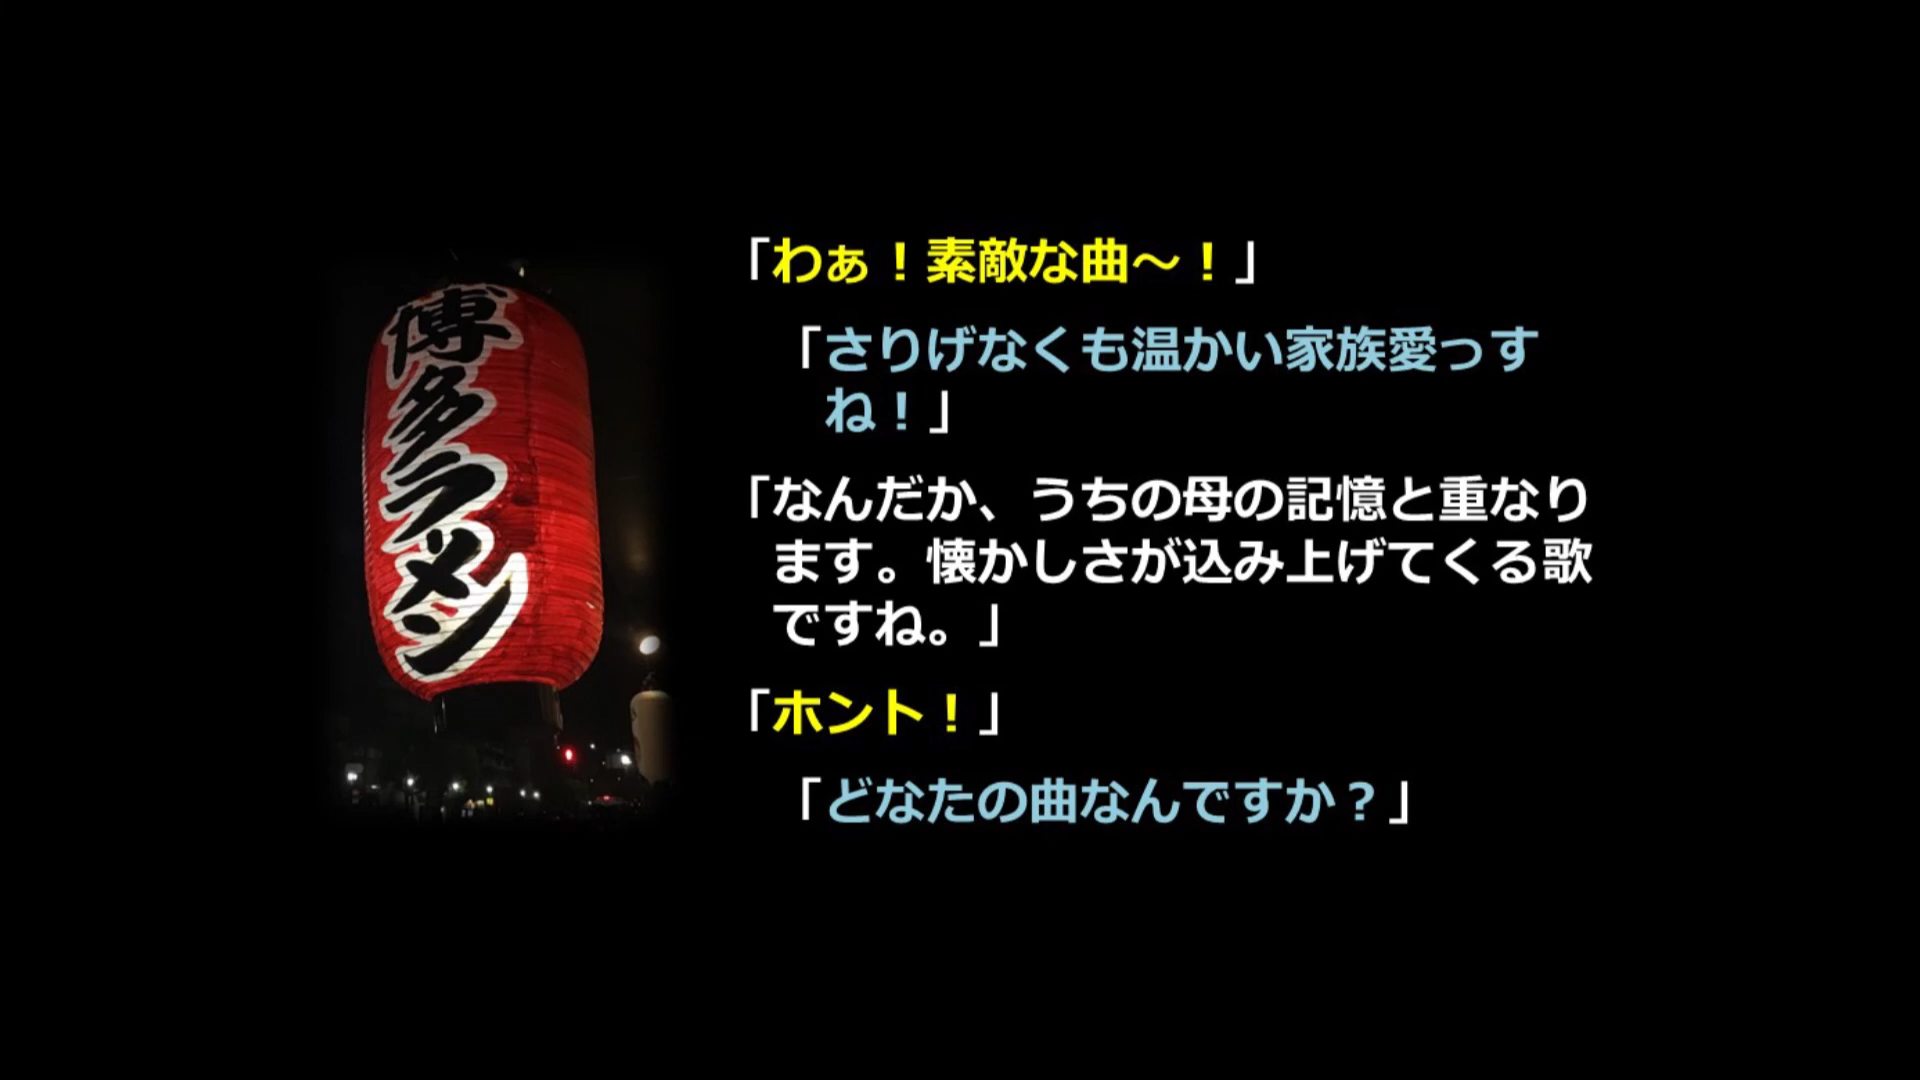 博多ラーメン
「わぁ！素敵な曲～！」
「さりげなくも温かい家族愛っす
ね！」
「なんだか、うちの母の記憶と重なり
ます。懐かしさが込み上げてくる歌
ですね。」
「ホント！」
「どなたの曲なんですか？」